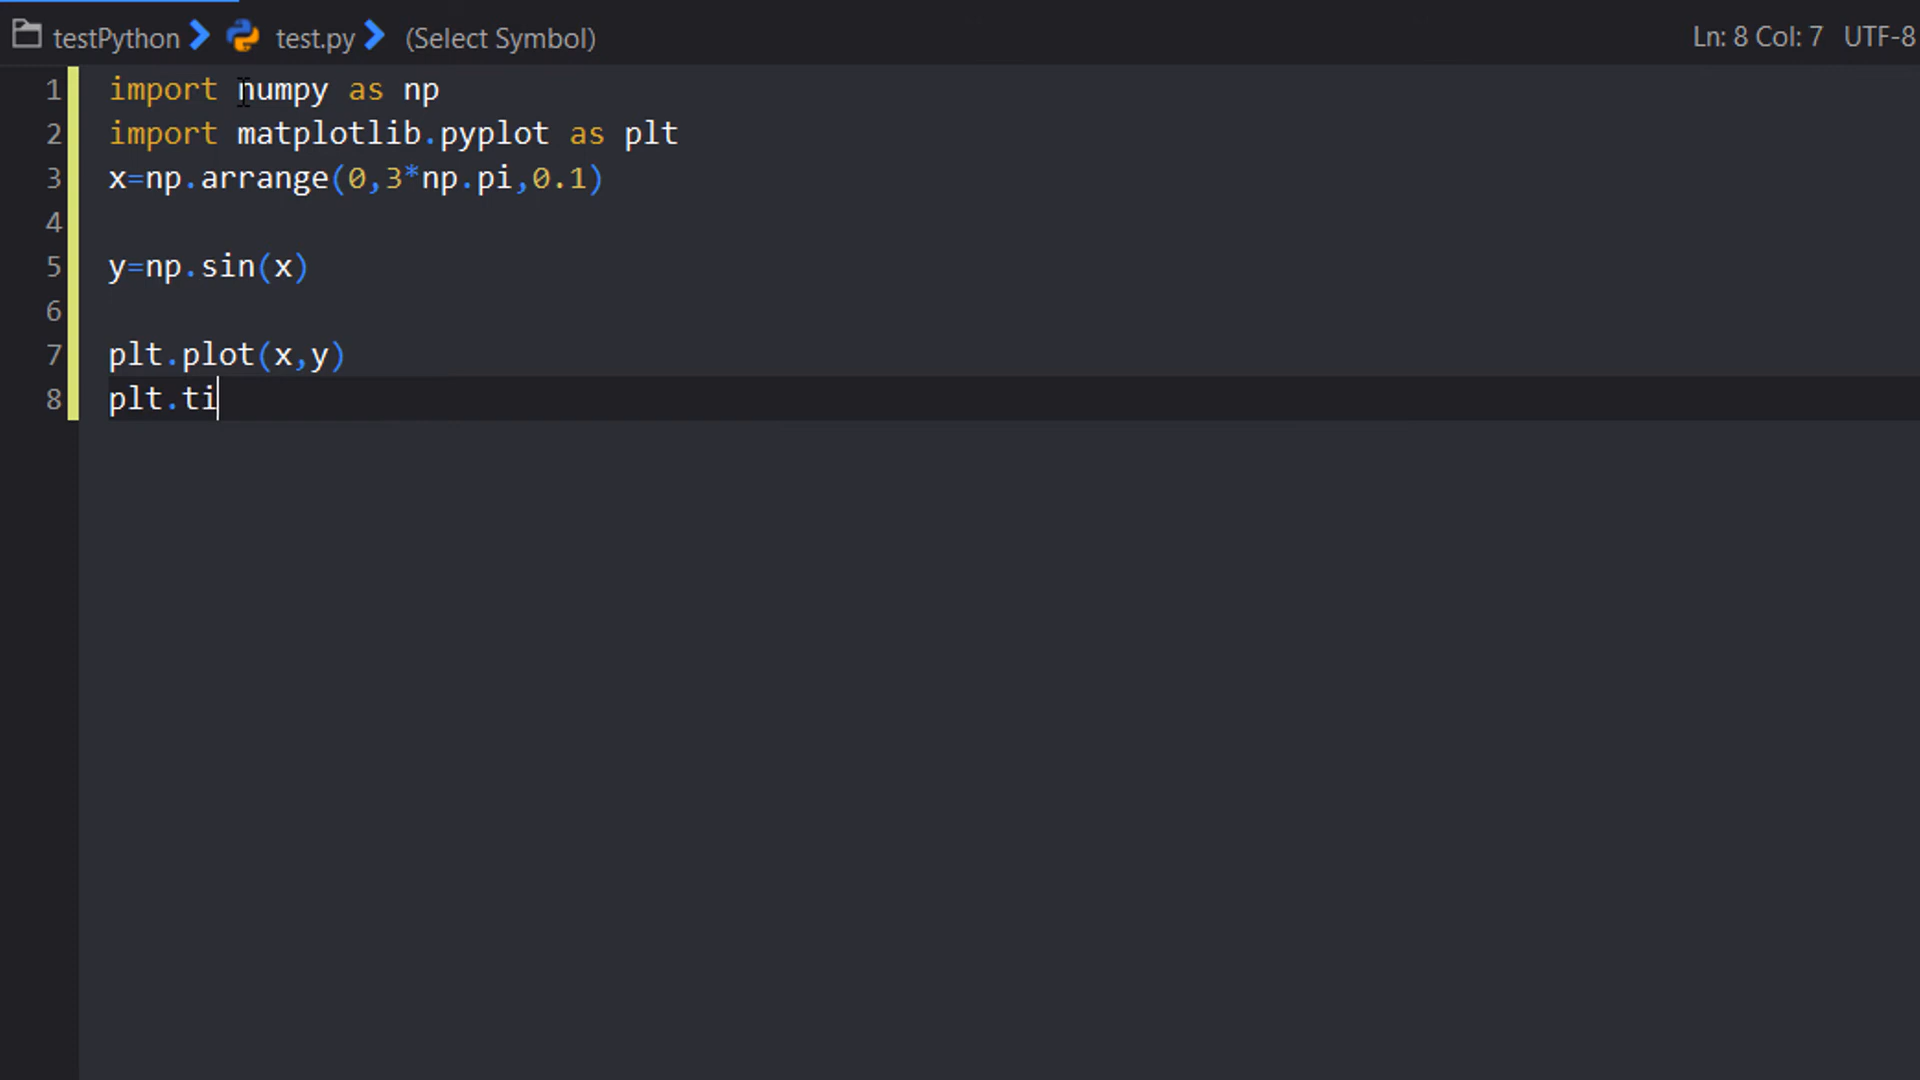 testPython test.py (Select Symbol) Ln: 8 Col: 7 UTF-8
1 import numpy as np
2 import matplotlib.pyplot as plt
3 x=np.arrange(0,3*np.pi,0.1)
4
5 y=np.sin(x)
6
7 plt.plot(x,y)
8 plt.ti